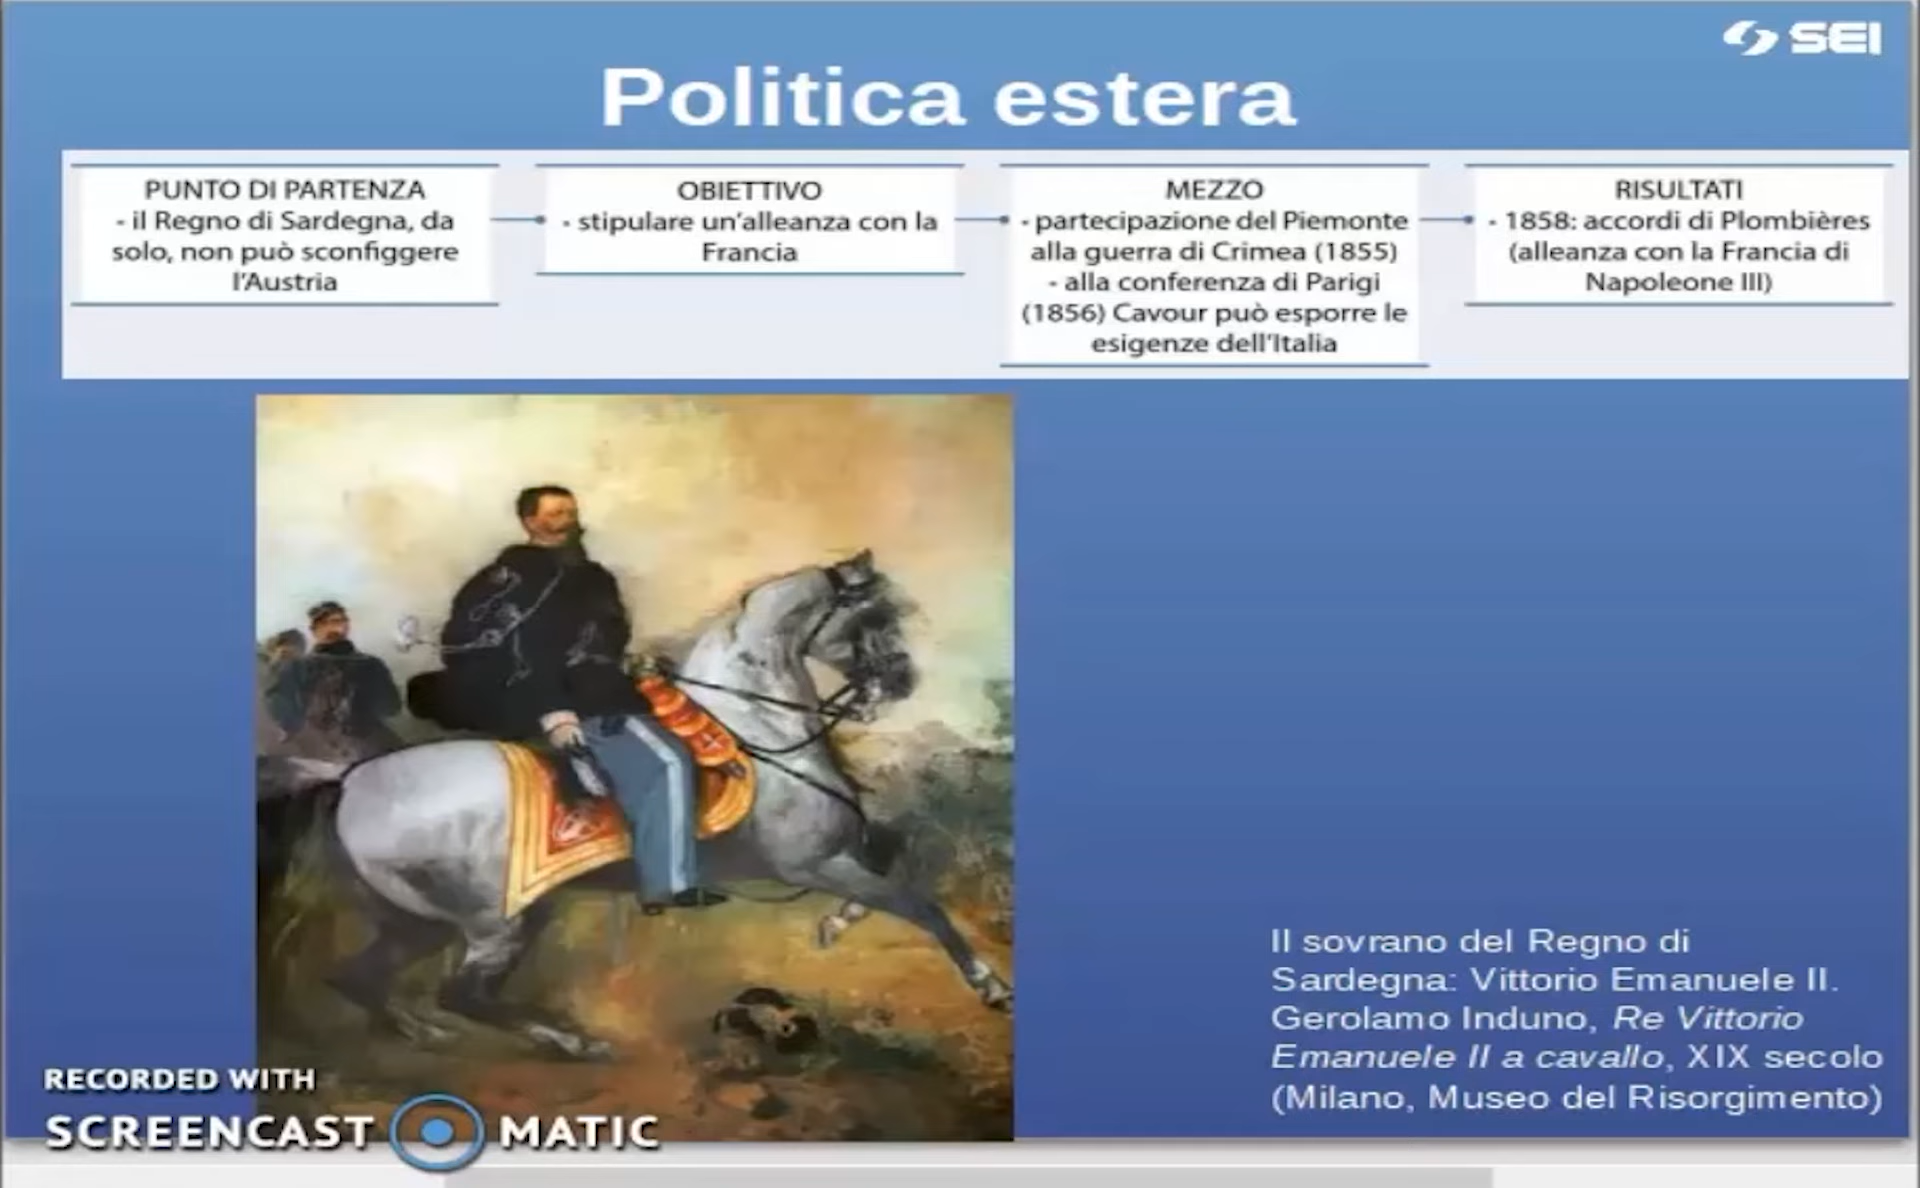 SEI
Politica estera
PUNTO DI PARTENZA
- il Regno di Sardegna, da
solo, non può sconfiggere
l'Austria
OBIETTIVO
- stipulare un'alleanza con la
Francia
MEZZO
- partecipazione del Piemonte
alla guerra di Crimea (1855)
- alla conferenza di Parigi
(1856) Cavour può esporre le
esigenze dell'Italia
RISULTATI
- 1858: accordi di Plombières
(alleanza con la Francia di
Napoleone III)
Il sovrano del Regno di
Sardegna: Vittorio Emanuele II.
Gerolamo Induno, Re Vittorio
Emanuele II a cavallo, XIX secolo
(Milano, Museo del Risorgimento)
RECORDED WITH
SCREENCAST MATIC